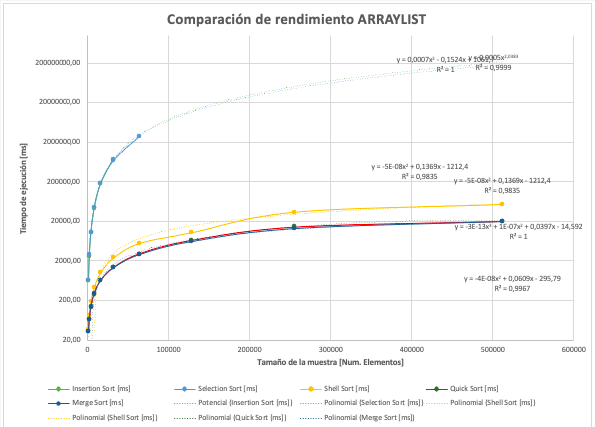 Comparación de rendimiento ARRAYLIST
200000000,00
20000000,00
2000000,00
200000,00
20000,00
2000,00
200,00
20,00
Tiempo de ejecución [ms]
y = 0,0007x² - 0,1524x
R² = 1
R² = 0,9999
y = -5E-08x² + 0,1369x - 1212,4
R² = 0,9835
y = -5E-08x² + 0,1369x - 1212,4
R² = 0,9835
y = -3E-13x³ + 1E-07x² + 0,0397x - 14,592
R² = 1
y = -4E-08x² + 0,0609x - 295,79
R² = 0,9967
0 100000 200000 300000 400000 500000 600000
Tamaño de la muestra [Num. Elementos]
Insertion Sort [ms] Selection Sort [ms] Shell Sort [ms] Quick Sort [ms]
Merge Sort [ms] Potencial (Insertion Sort [ms]) Polinomial (Selection Sort [ms]) Polinomial (Shell Sort [ms])
Polinomial (Shell Sort [ms]) Polinomial (Quick Sort [ms]) Polinomial (Merge Sort [ms])